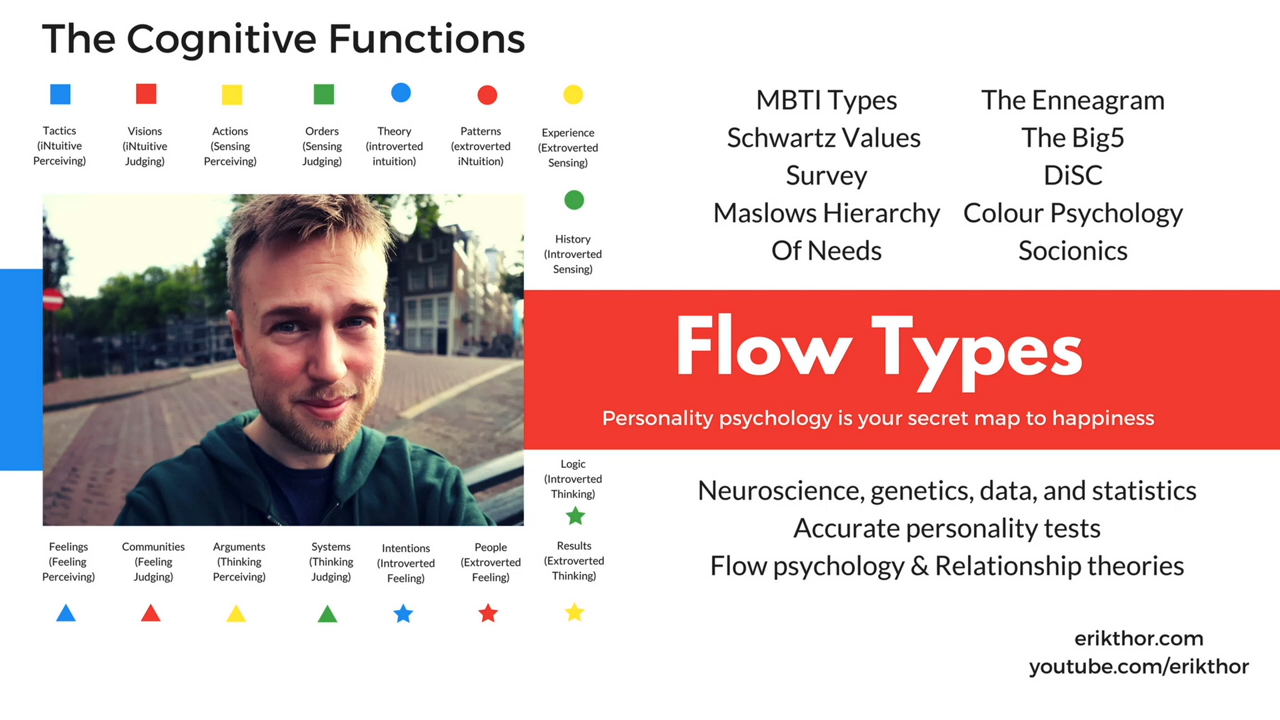 The Cognitive Functions
Tactics
(iNtuitive
Perceiving)
Visions
(iNtuitive
Judging)
Actions
(Sensing
Perceiving)
Orders
(Sensing
Judging)
Theory
(introverted
intuition)
Patterns
(extroverted
iNtuition)
Experience
(Extroverted
Sensing)
History
(Introverted
Sensing)
Logic
(Introverted
Thinking)
Feelings
(Feeling
Perceiving)
Communities
(Feeling
Judging)
Arguments
(Thinking
Perceiving)
Systems
(Thinking
Judging)
Intentions
(Introverted
Feeling)
People
(Extroverted
Feeling)
Results
(Extroverted
Thinking)
MBTI Types
Schwartz Values
Survey
Maslows Hierarchy
Of Needs
The Enneagram
The Big5
DiSC
Colour Psychology
Socionics
Flow Types
Personality psychology is your secret map to happiness
Neuroscience, genetics, data, and statistics
Accurate personality tests
Flow psychology & Relationship theories
erikthor.com
youtube.com/erikthor